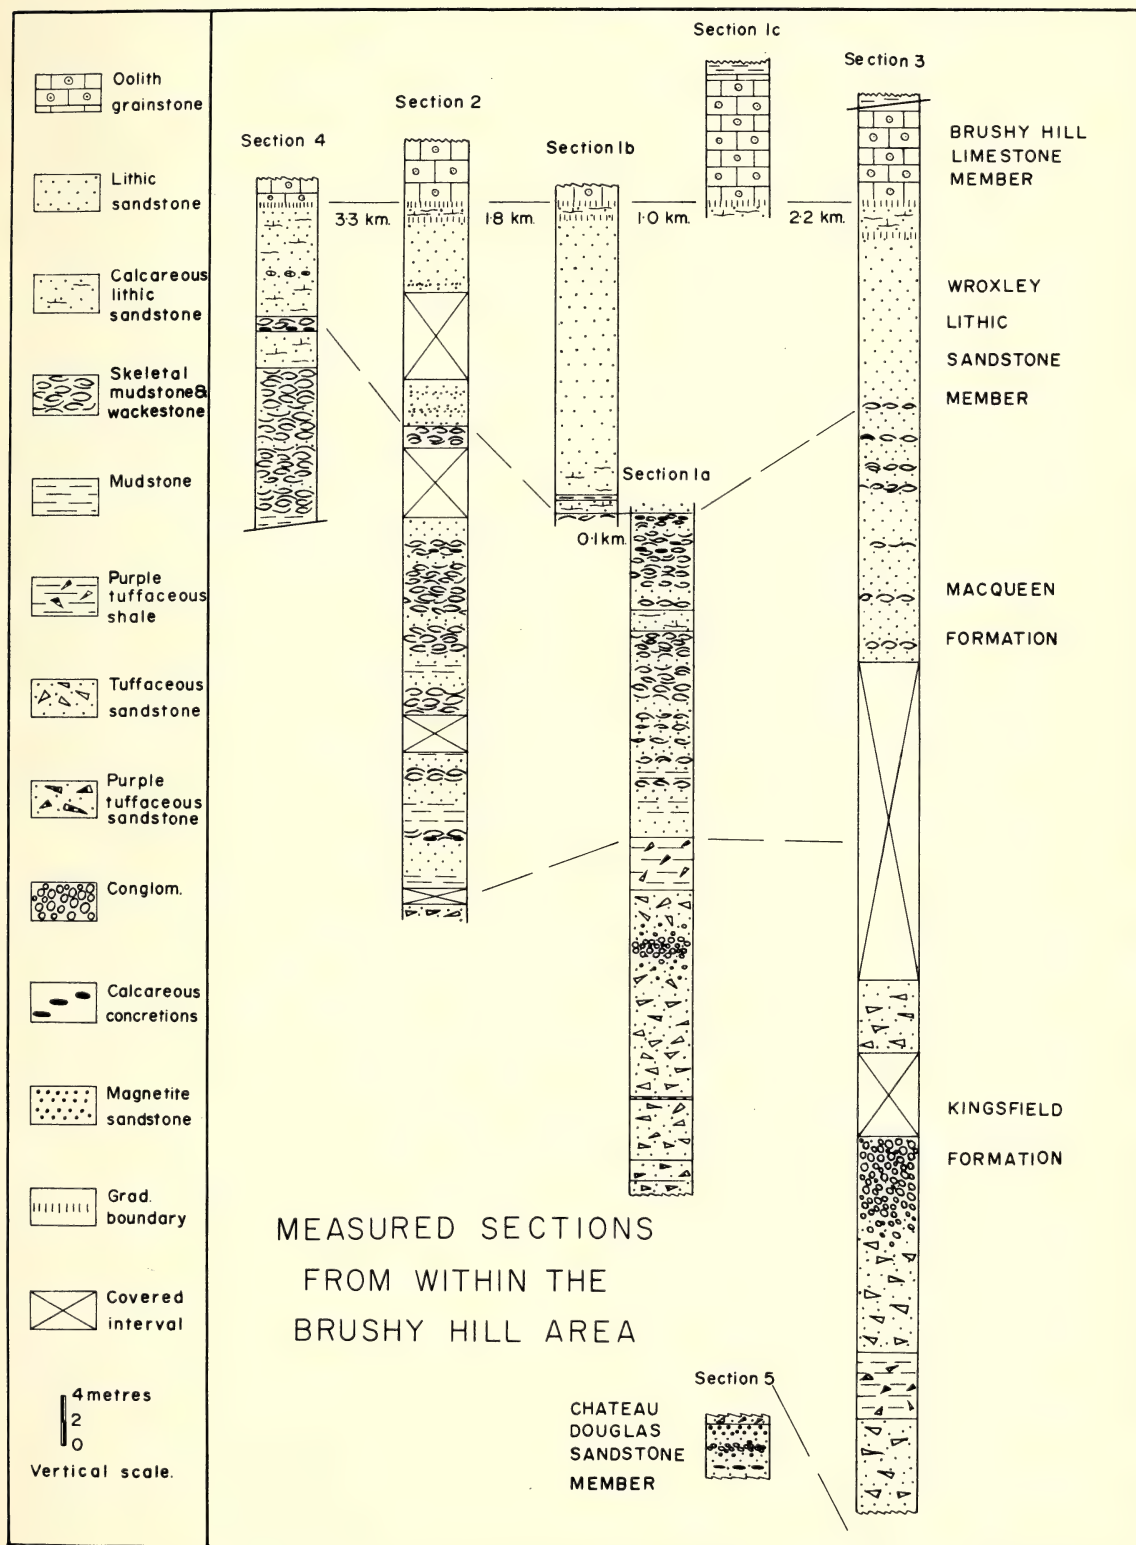 Oolith
grainstone
Lithic
sandstone
Calcareous
lithic
sandstone
Skeletal
mudstone &
wackestone
Mudstone
Purple
tuffaceous
shale
Tuffaceous
sandstone
Purple
tuffaceous
sandstone
Conglom.
Calcareous
concretions
Magnetite
sandstone
Grad.
boundary
Covered
interval
4 metres
2
0
Vertical scale.
Section 4
Section 2
Section 1b
Section 1c
Section 3
3·3 km.
1·8 km.
1·0 km.
2·2 km.
Section 1a
0·1km.
BRUSHY HILL
LIMESTONE
MEMBER
WROXLEY
LITHIC
SANDSTONE
MEMBER
MACQUEEN
FORMATION
KINGSFIELD
FORMATION
MEASURED SECTIONS
FROM WITHIN THE
BRUSHY HILL AREA
Section 5
CHATEAU
DOUGLAS
SANDSTONE
MEMBER